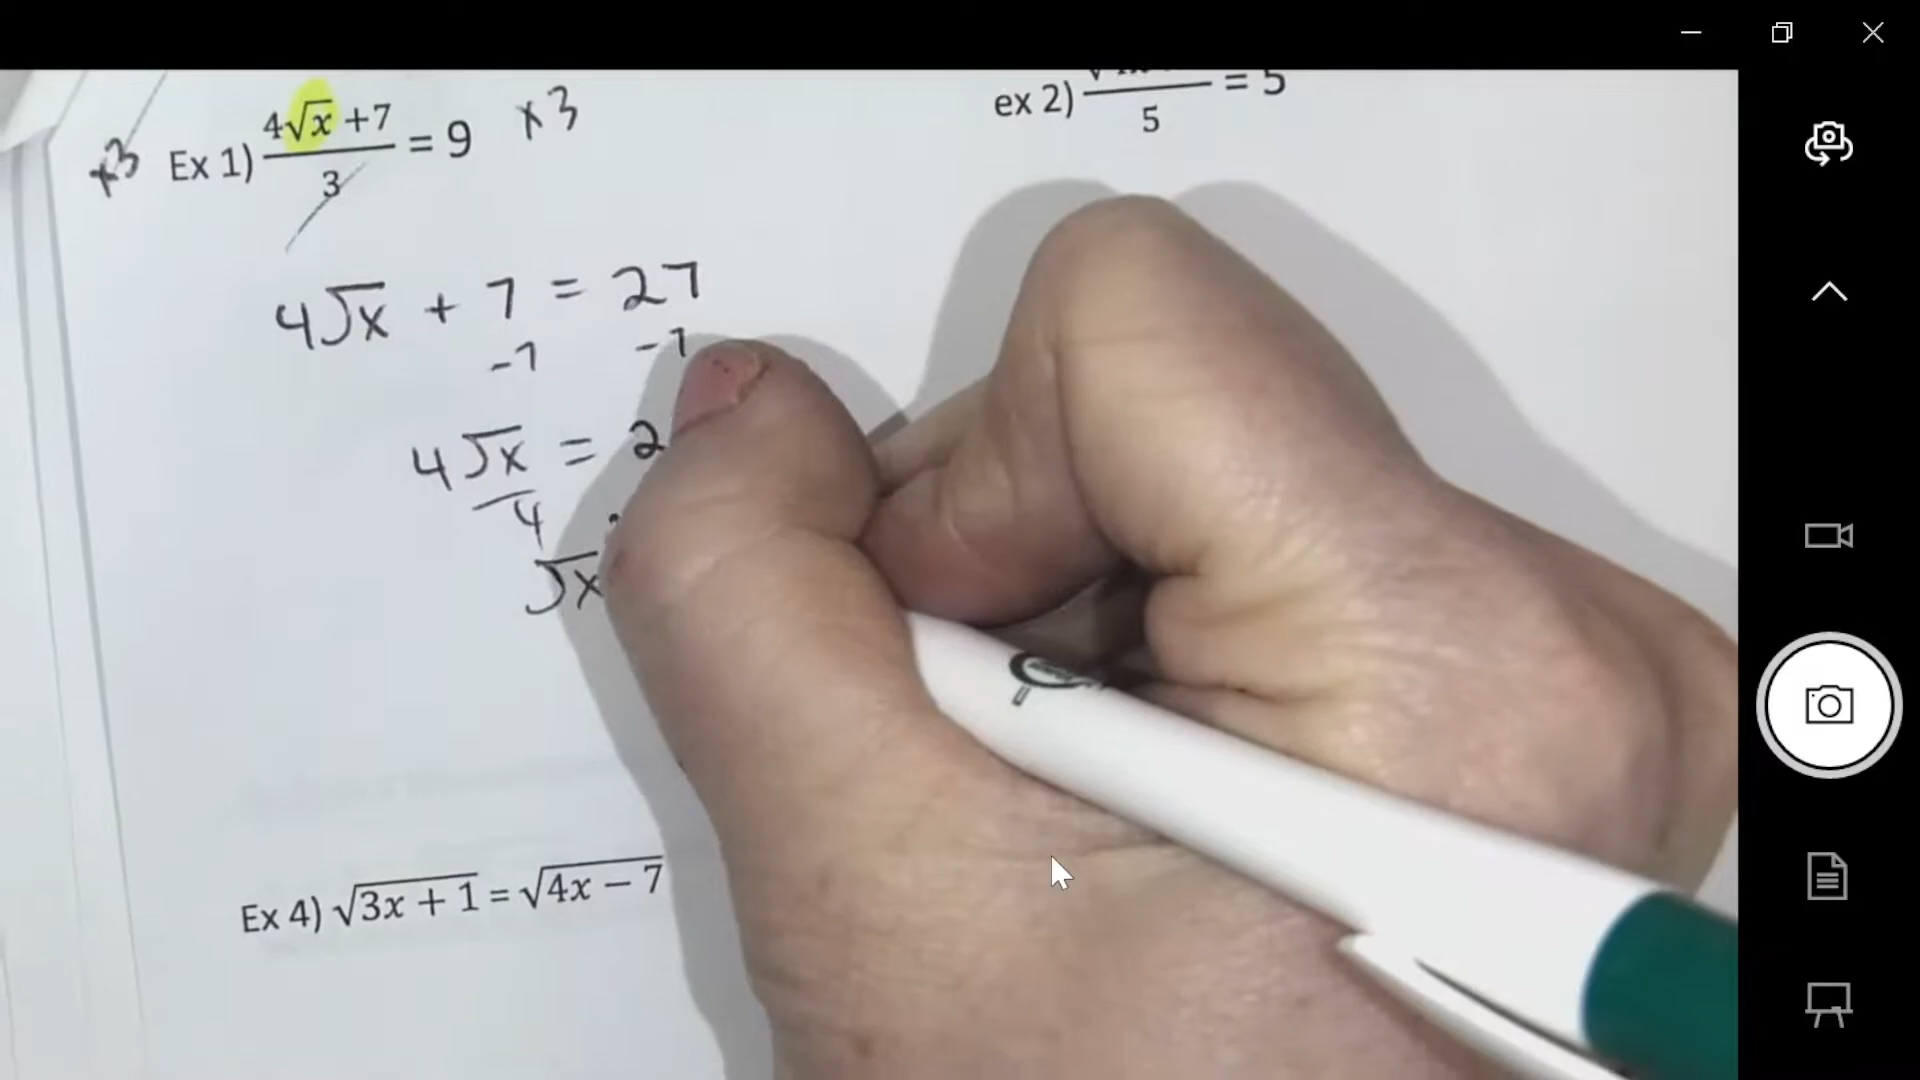 ×3 Ex 1) 4√x +7 / 3 = 9 ×3
ex 2) / 5 = 5
4√x + 7 = 27
-7 -7
4√x = 2
4
√x
Ex 4) √3x + 1 = √4x − 7